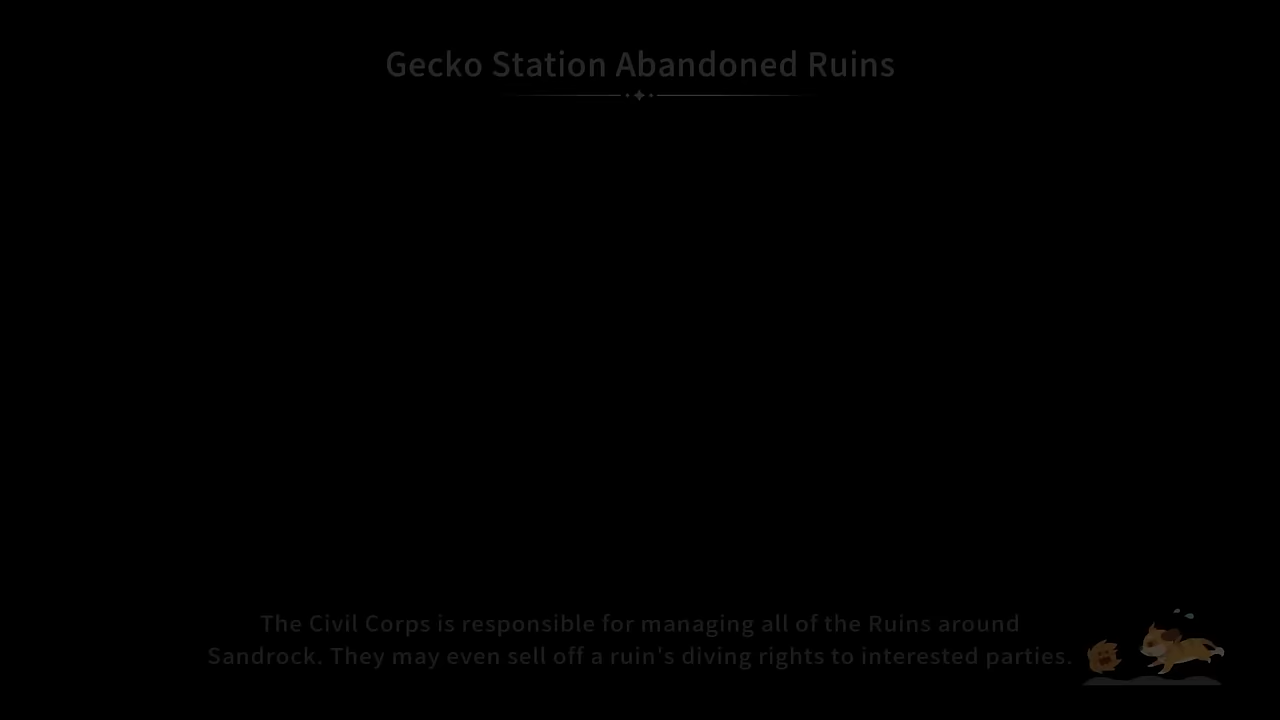 Gecko Station Abandoned Ruins
The Civil Corps is responsible for managing all of the Ruins around
Sandrock. They may even sell off a ruin's diving rights to interested parties.